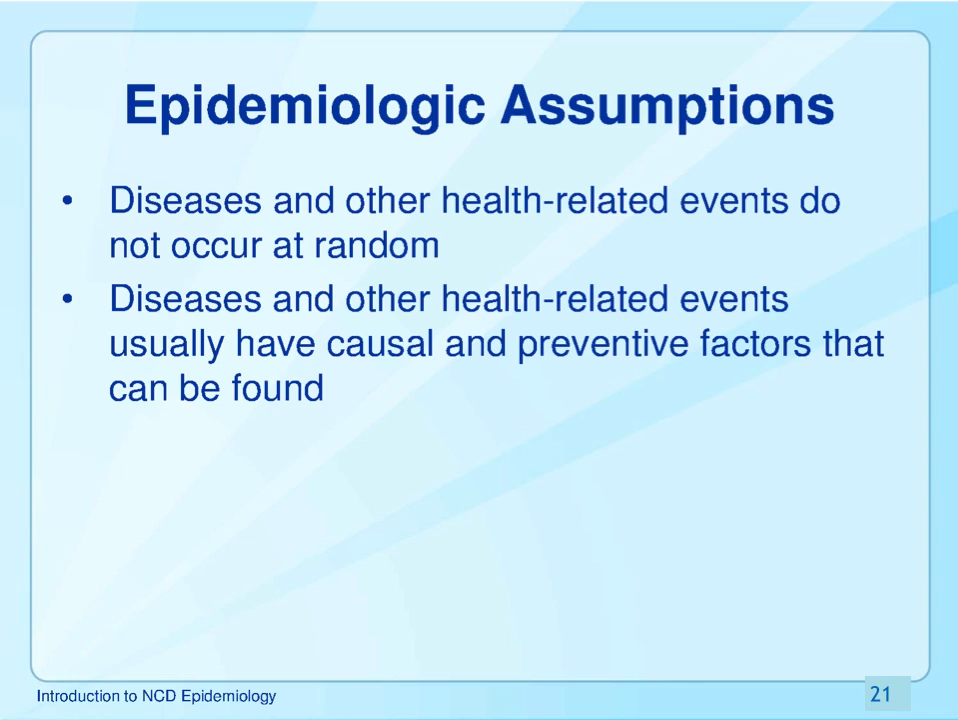 Epidemiologic Assumptions
• Diseases and other health-related events do
not occur at random
• Diseases and other health-related events
usually have causal and preventive factors that
can be found
Introduction to NCD Epidemiology
21